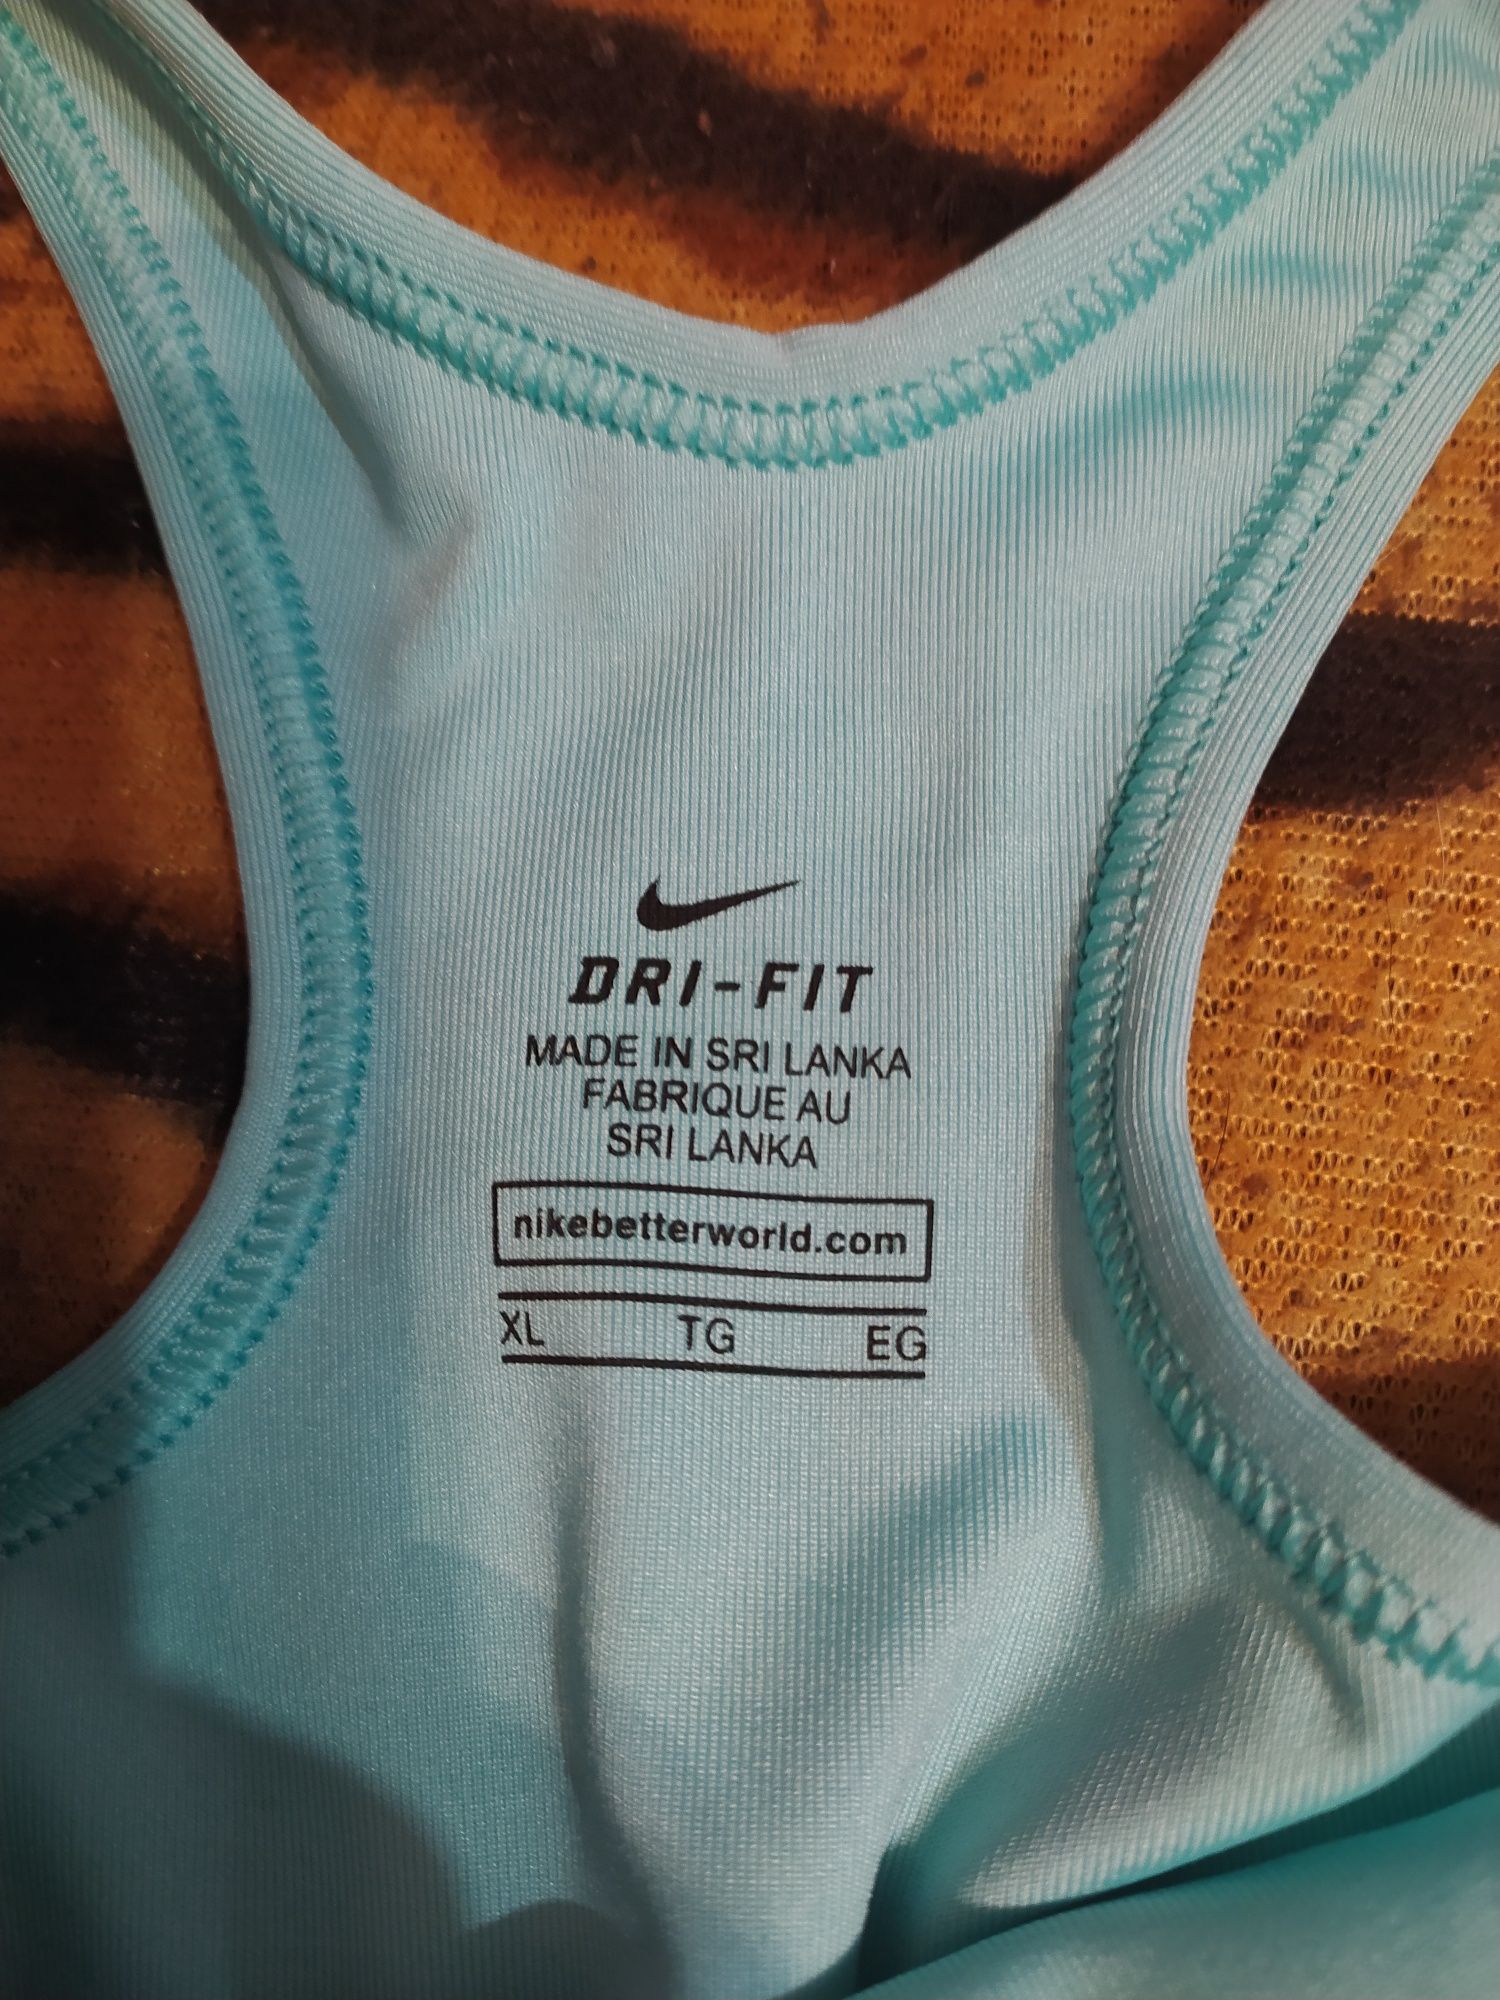 DRI-FIT
MADE IN SRI LANKA
FABRIQUE AU
SRI LANKA
nikebetterworld.com
XL TG EG